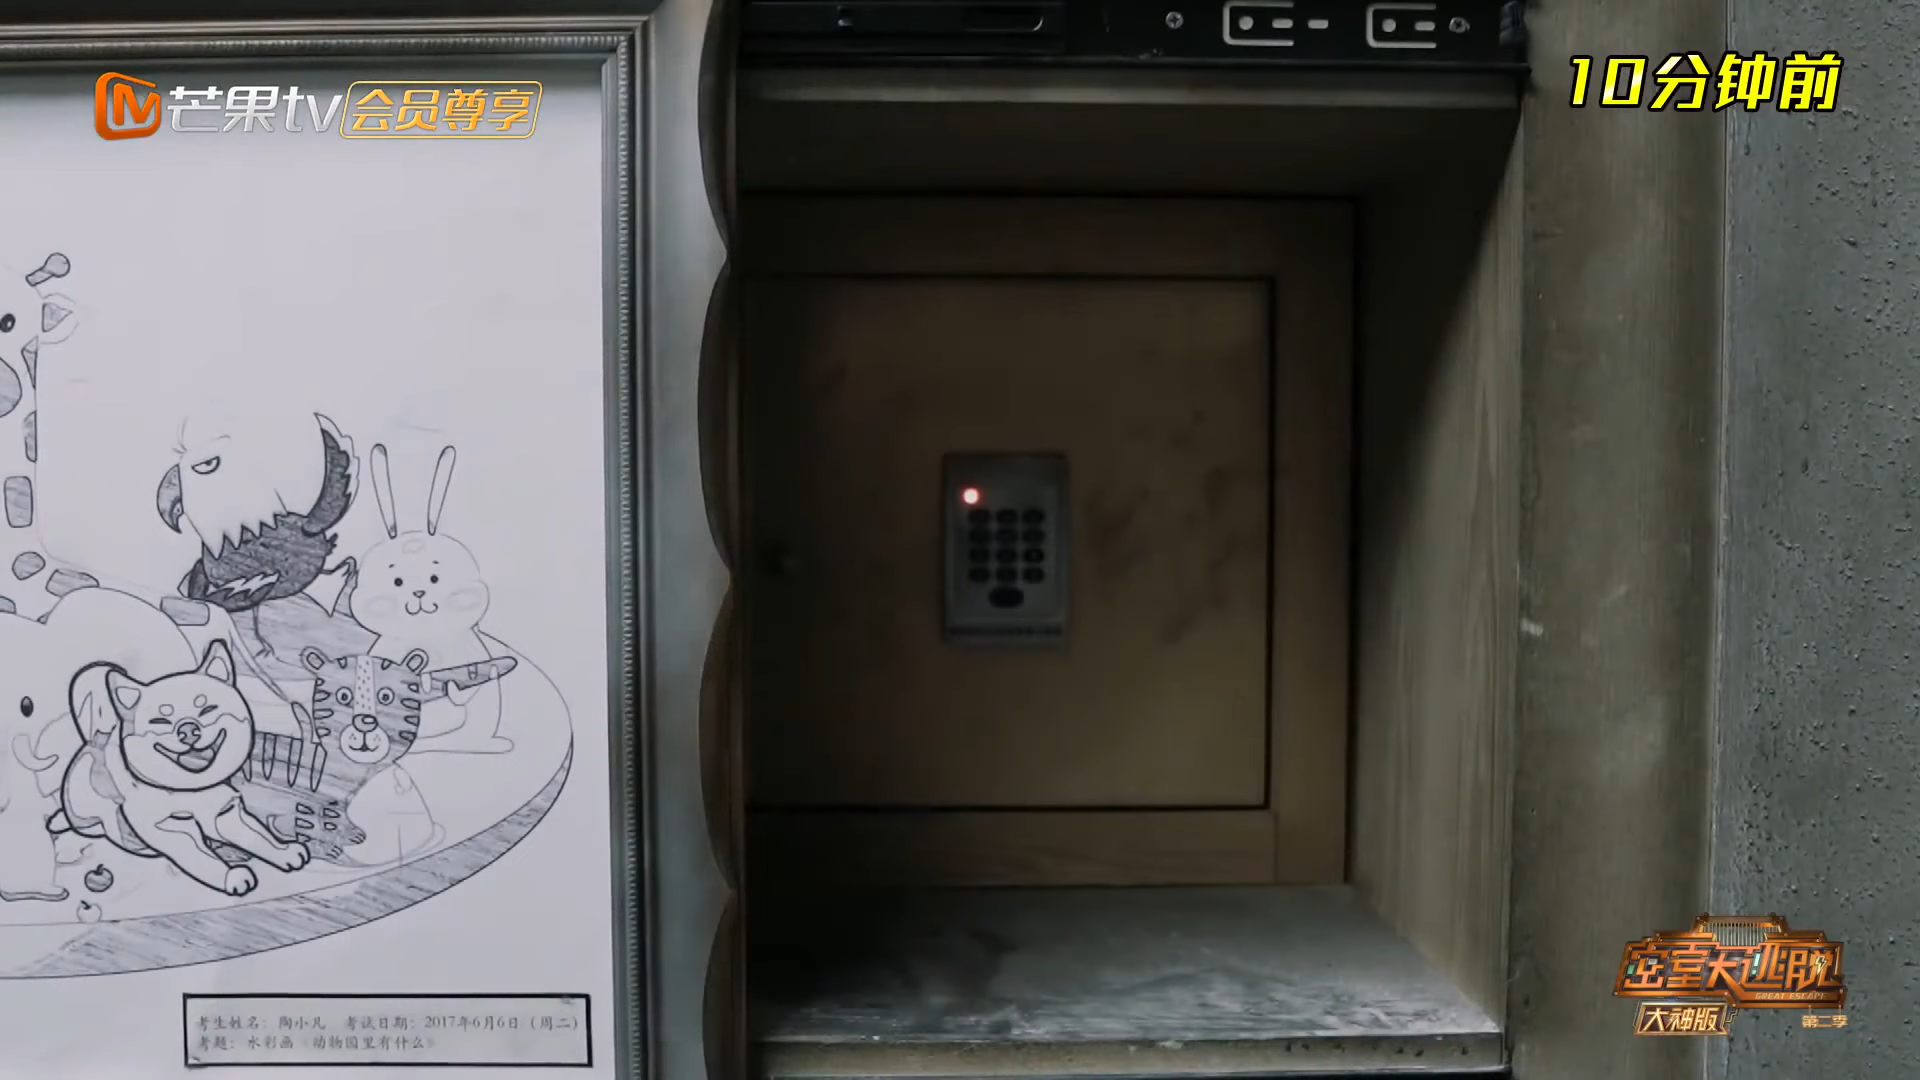 芒果tv会员尊享
10分钟前
考生姓名：陶小凡 考试日期：2017年6月6日（周二）
考题：水彩画《动物园里有什么》
密室大逃脱
GREAT ESCAPE
大神版
第二季